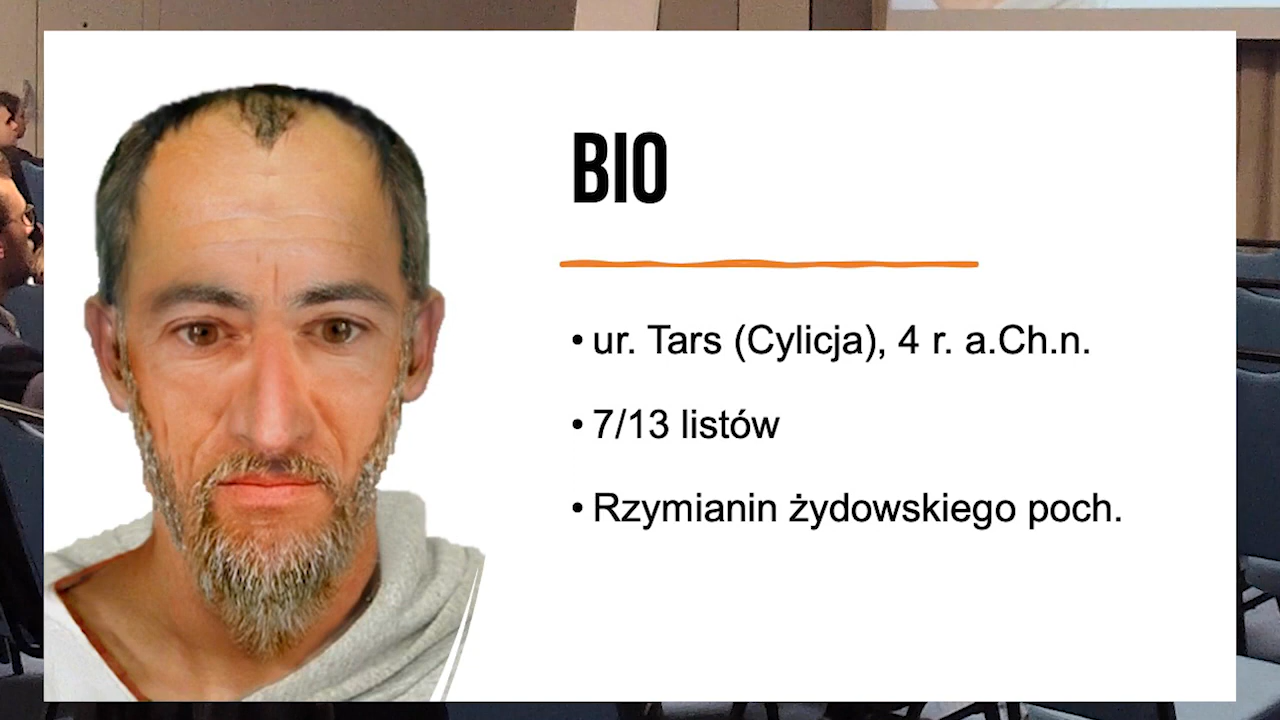 BIO
• ur. Tars (Cylicja), 4 r. a.Ch.n.
• 7/13 listów
• Rzymianin żydowskiego poch.